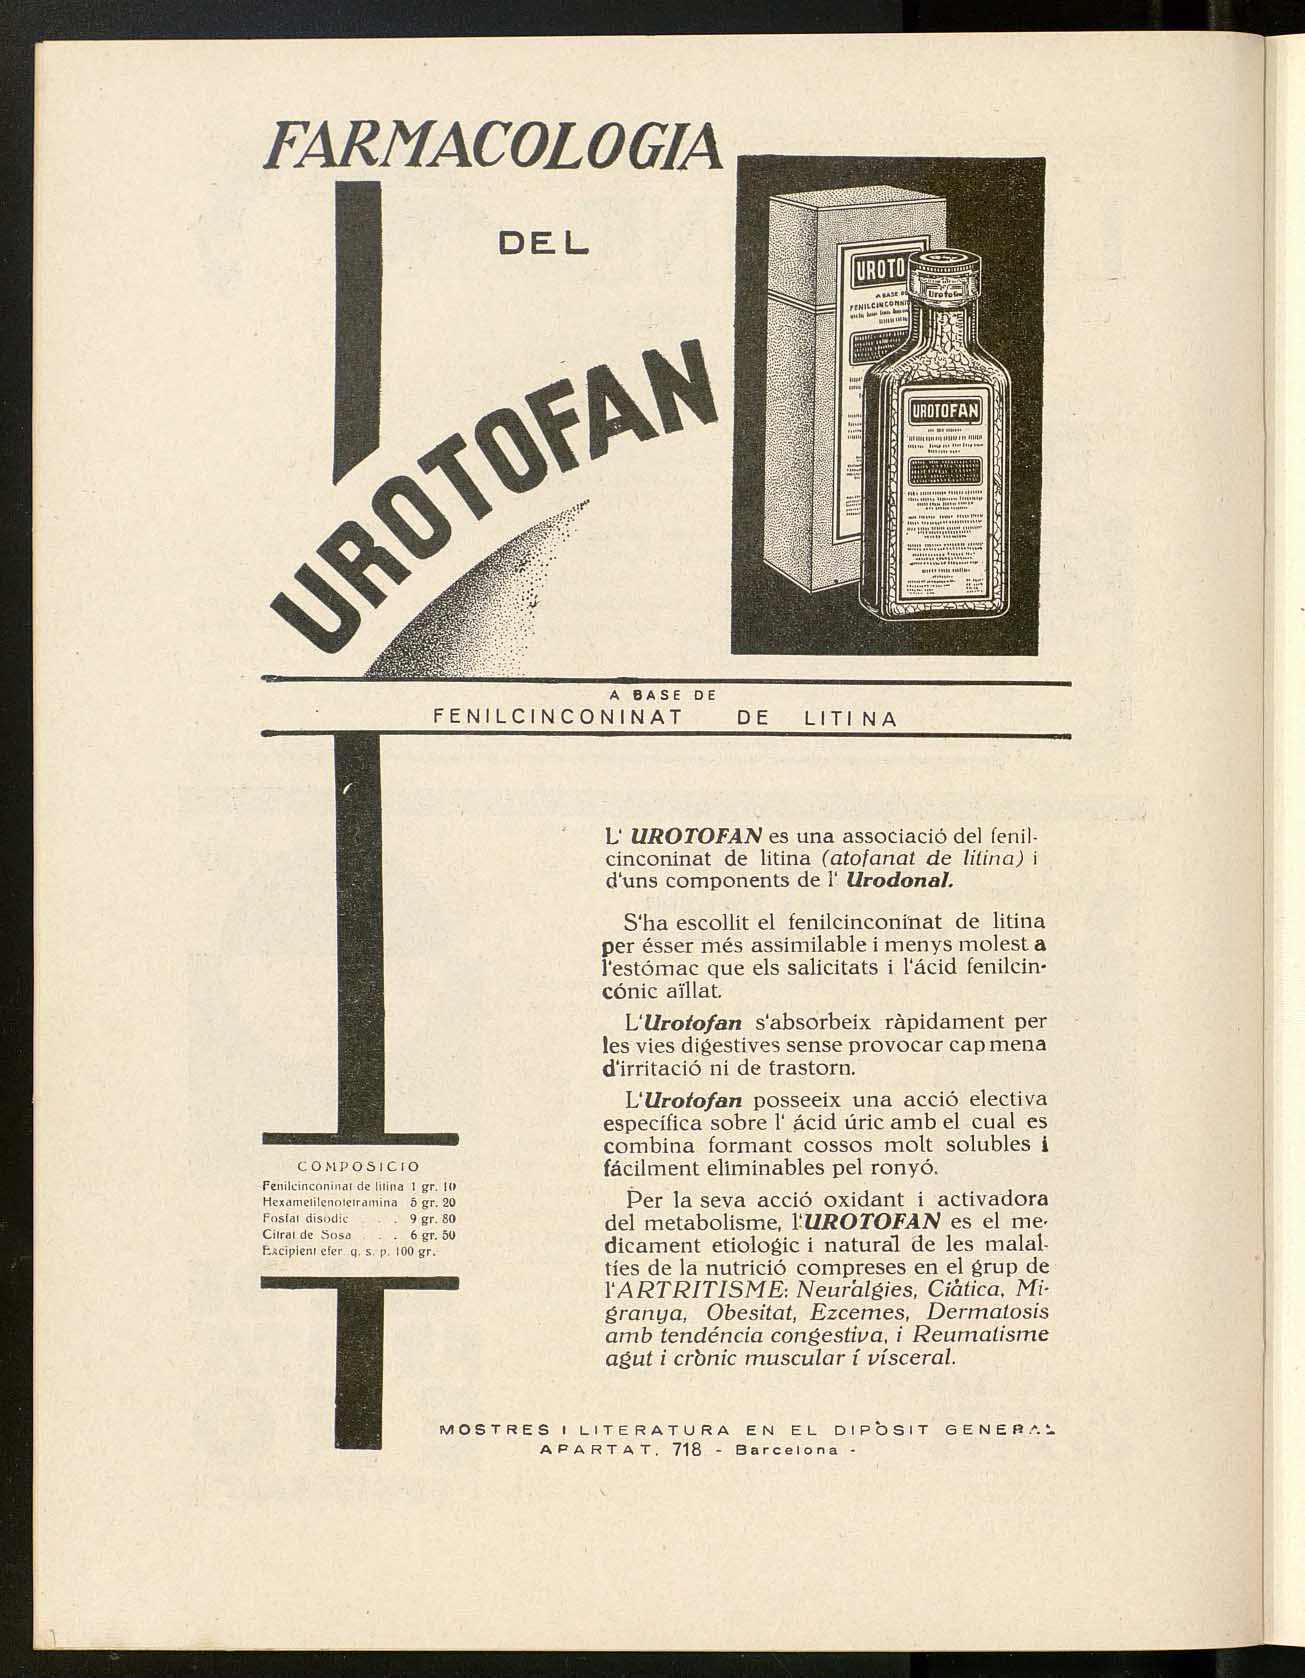 FARMACOLOGIA
DEL
UROTOFAN
UROTO
A BASE
Urotofan
UROTOFAN
A BASE DE
FENILCINCONINAT DE LITINA
L' UROTOFAN es una associació del fenil-
cinconinat de litina (atofanat de litina) i
d'uns components de l' Urodonal.
S'ha escollit el fenilcinconinat de litina
per ésser més assimilable i menys molest a
l'estómac que els salicitats i l'ácid fenilcin-
cónic aïllat.
L'Urotofan s'absorbeix ràpidament per
les vies digestives sense provocar cap mena
d'irritació ni de trastorn.
L'Urotofan posseeix una acció electiva
específica sobre l' ácid úric amb el cual es
combina formant cossos molt solubles i
fácilment eliminables pel ronyó.
Per la seva acció oxidant i activadora
del metabolisme, l'UROTOFAN es el me-
dicament etiologic i natural de les malal-
tíes de la nutrició compreses en el grup de
l'ARTRITISME: Neuràlgies, Ciàtica, Mi-
granya, Obesitat, Ezcemes, Dermatosis
amb tendéncia congestiva, i Reumatisme
agut i crònic muscular i vísceral.
COMPOSICIO
Fenilcinconinat de litina 1 gr. 10
Hexametilenotetramina 5 gr. 20
Fosfat disòdic . . 9 gr. 80
Citrat de Sosa . . . 6 gr. 50
Excipient efer q. s. p. 100 gr.
MOSTRES I LITERATURA EN EL DIPÒSIT GENERAL
APARTAT. 718 - Barcelona -